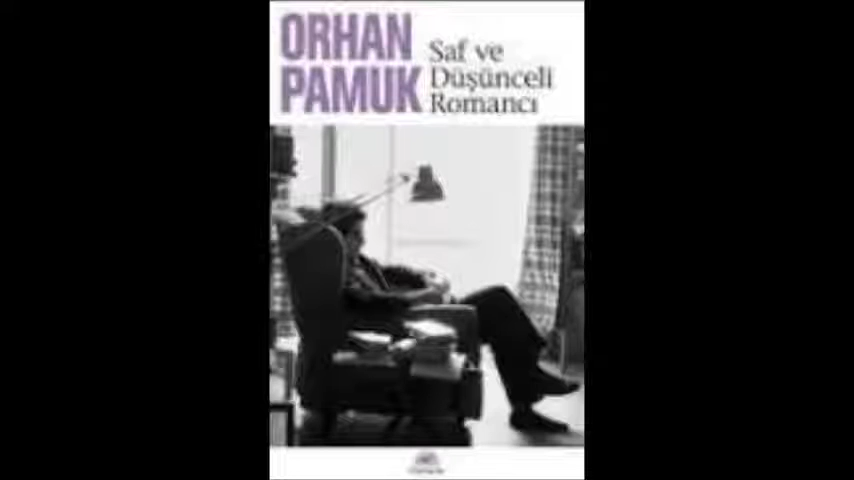 ORHAN
PAMUK
Saf ve
Düşünceli
Romancı